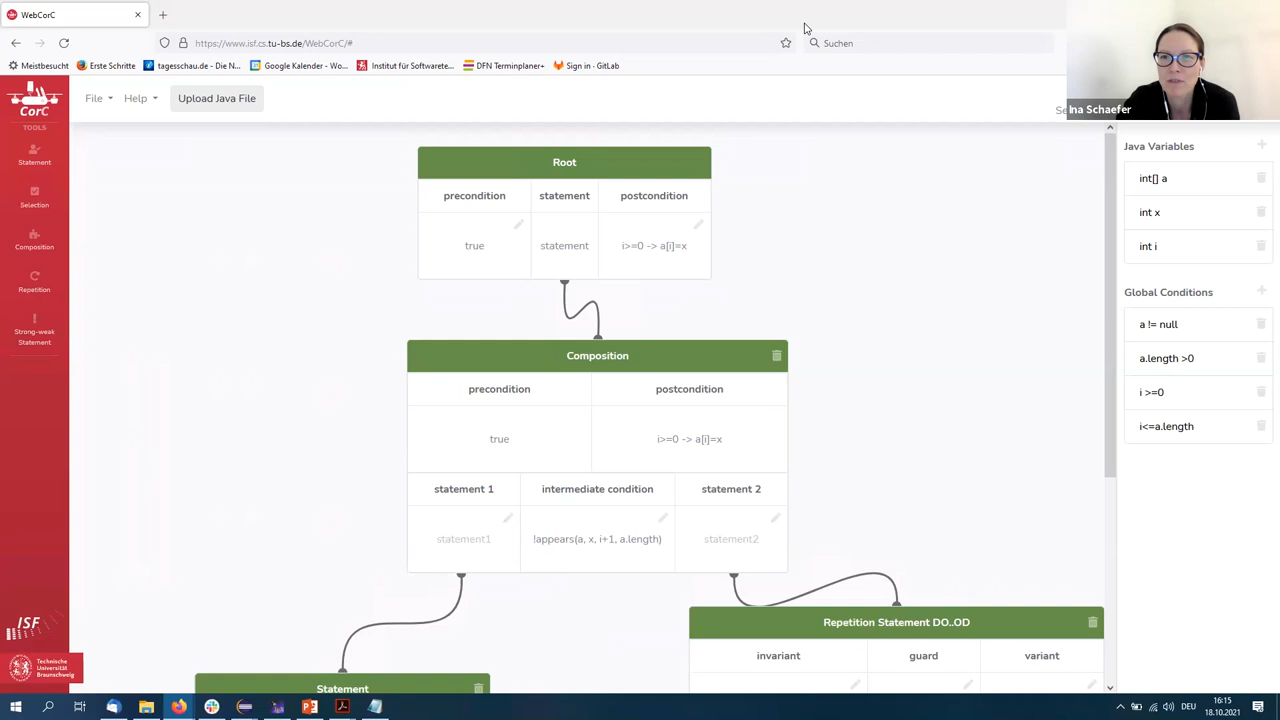 WebCorC
https://www.isf.cs.tu-bs.de/WebCorC/#
Suchen
Meistbesucht
Erste Schritte
tagesschau.de - Die N...
Google Kalender - Wo...
Institut für Softwarete...
DFN Terminplaner+
Sign in · GitLab
Ina Schaefer
CorC
TOOLS
Statement
Selection
Composition
Repetition
Strong-weak
Statement
ISF
Technische
Universität
Braunschweig
File
Help
Upload Java File
Root
precondition
statement
postcondition
true
statement
i>=0 -> a[i]=x
Composition
precondition
postcondition
true
i>=0 -> a[i]=x
statement 1
intermediate condition
statement 2
statement1
!appears(a, x, i+1, a.length)
statement2
Repetition Statement DO..OD
invariant
guard
variant
Statement
Java Variables
int[] a
int x
int i
Global Conditions
a != null
a.length >0
i >=0
i<=a.length
DEU
16:15
18.10.2021